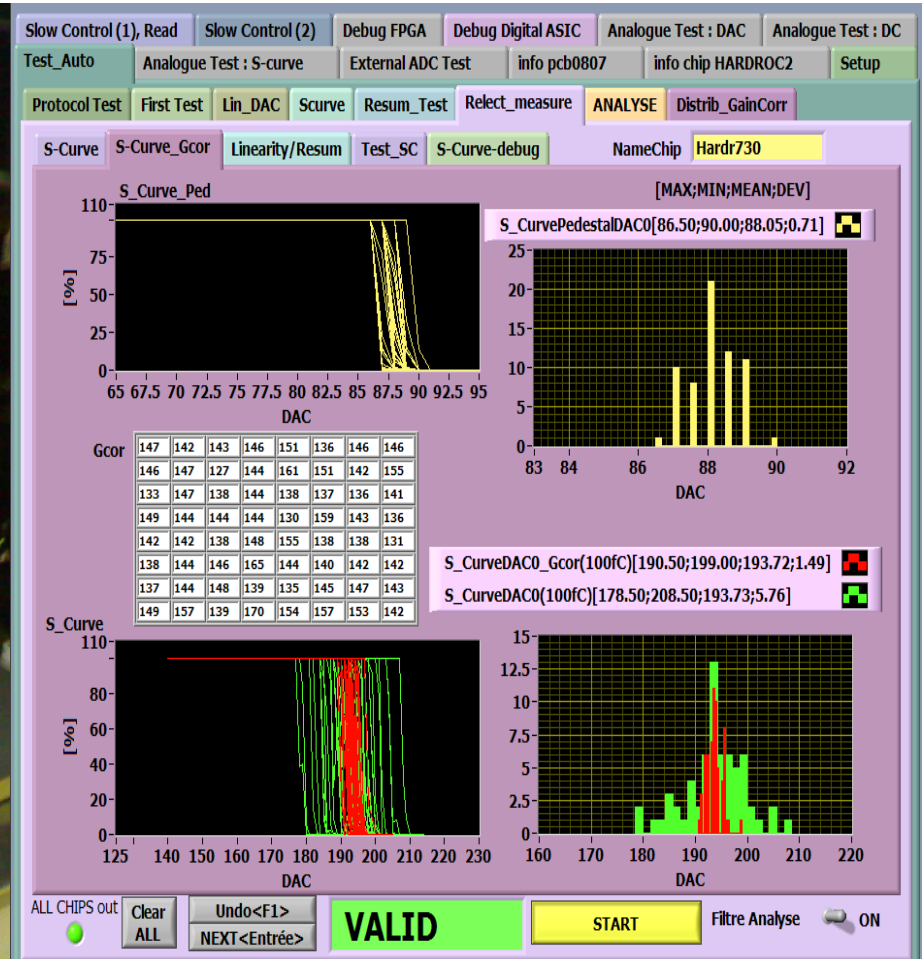 Slow Control (1), Read Slow Control (2) Debug FPGA Debug Digital ASIC Analogue Test : DAC Analogue Test : DC
Test_Auto Analogue Test : S-curve External ADC Test info pcb0807 info chip HARDROC2 Setup
Protocol Test First Test Lin_DAC Scurve Resum_Test Relect_measure ANALYSE Distrib_GainCorr
S-Curve S-Curve_Gcor Linearity/Resum Test_SC S-Curve-debug NameChip Hardr730
S_Curve_Ped [MAX;MIN;MEAN;DEV]
S_CurvePedestalDAC0[86.50;90.00;88.05;0.71]
110-
75-
50-
25-
0-
[%]
65 67.5 70 72.5 75 77.5 80 82.5 85 87.5 90 92.5 95
DAC
25-
20-
15-
10-
5-
0-
83 84 86 88 90 92
DAC
Gcor
147 142 143 146 151 136 146 146
146 147 127 144 161 151 142 155
133 147 138 144 138 137 136 141
149 144 144 144 130 159 143 136
142 142 138 148 155 138 138 131
138 144 146 165 144 140 142 142
137 144 148 139 135 145 147 143
149 157 139 170 154 157 153 142
S_CurveDAC0_Gcor(100fC)[190.50;199.00;193.72;1.49]
S_CurveDAC0(100fC)[178.50;208.50;193.73;5.76]
S_Curve
110-
80-
60-
40-
20-
0-
[%]
125 140 150 160 170 180 190 200 210 220 230
DAC
15-
12.5-
10-
7.5-
5-
2.5-
0-
160 170 180 190 200 210 220
DAC
ALL CHIPS out Clear ALL Undo<F1> NEXT<Entrée> VALID START Filtre Analyse ON